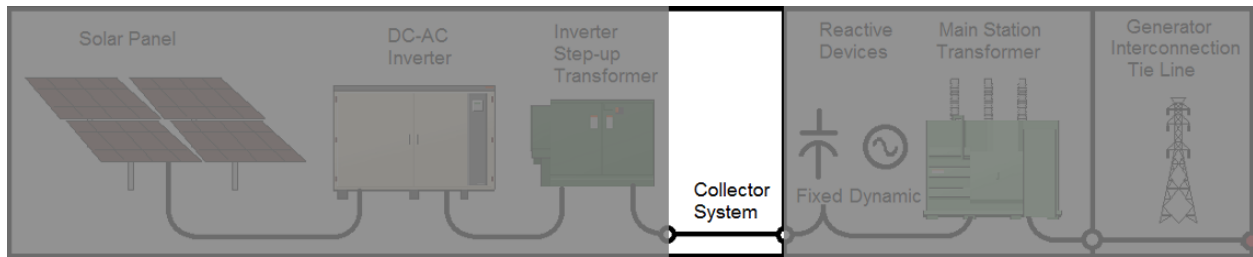 Solar Panel
DC-AC
Inverter
Inverter
Step-up
Transformer
Collector
System
Reactive
Devices
Fixed Dynamic
Main Station
Transformer
Generator
Interconnection
Tie Line